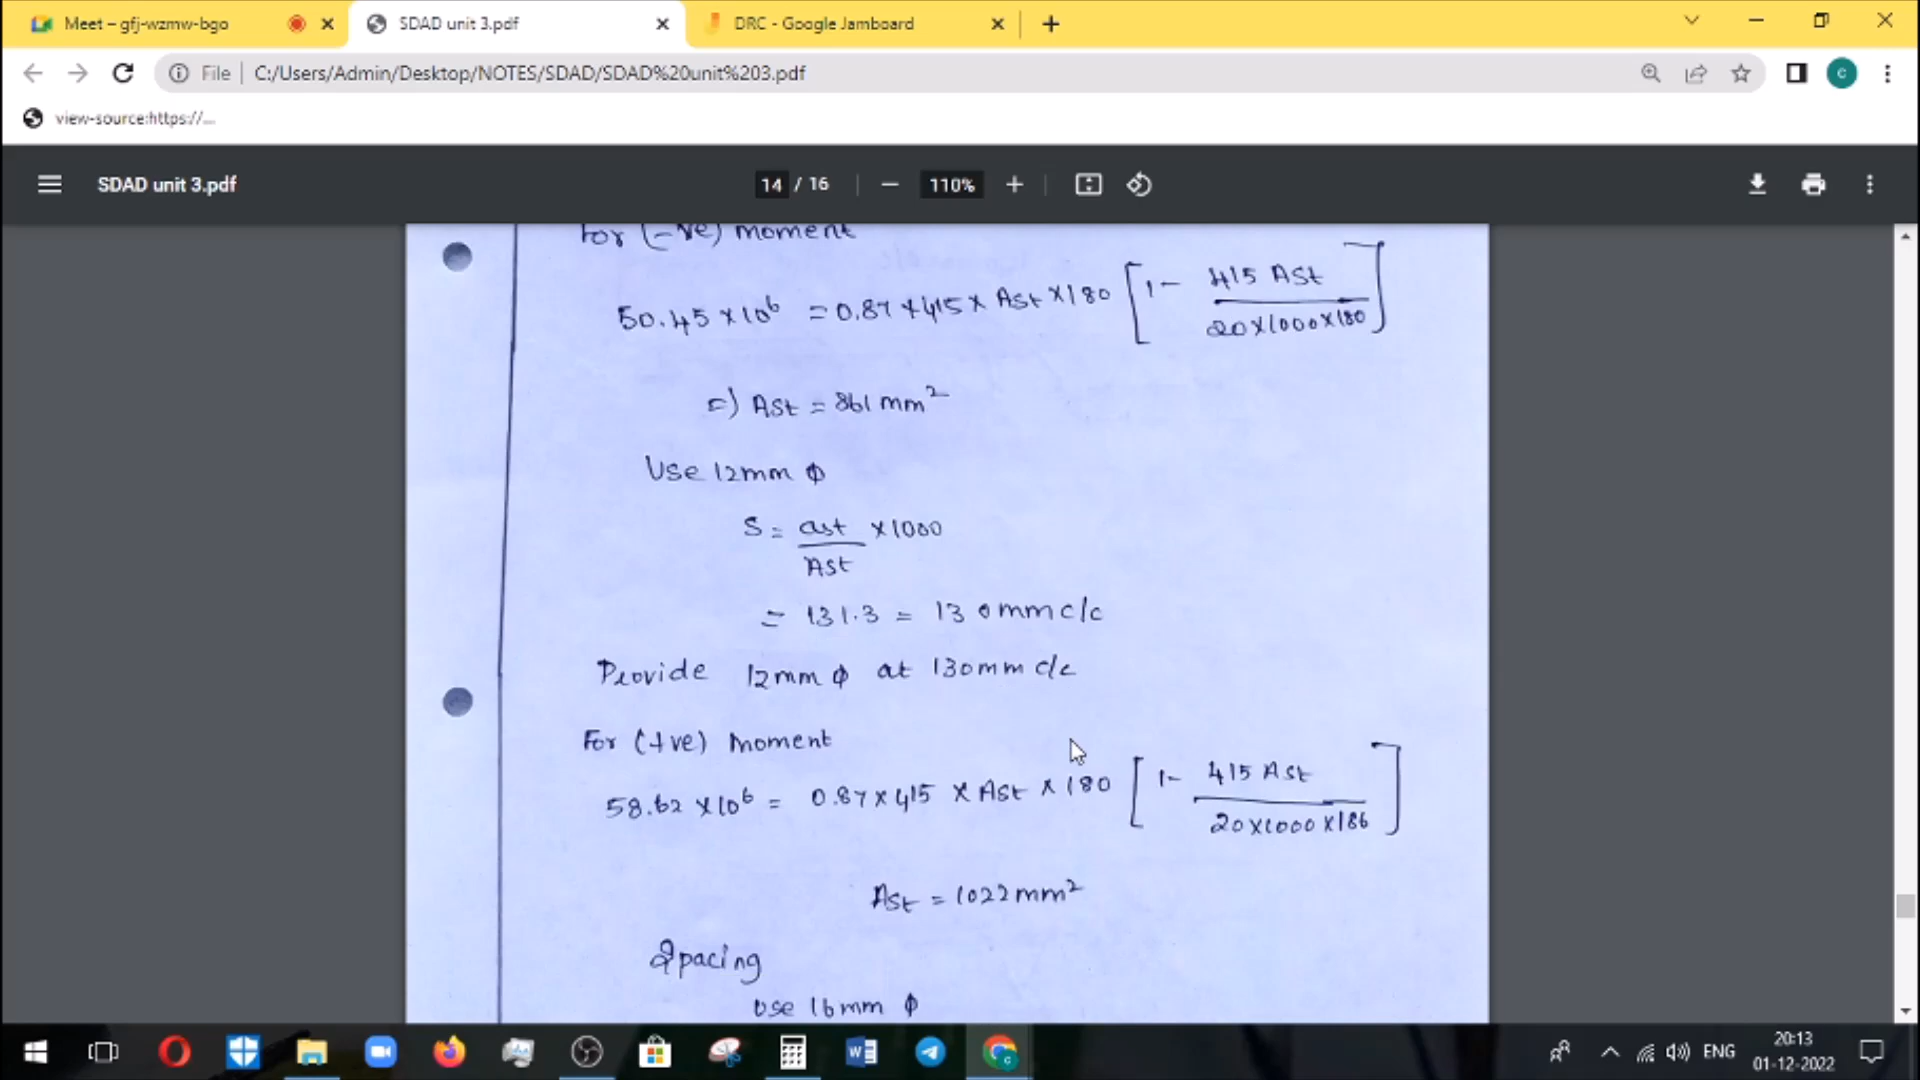 Meet – gfj-wzmw-bgo
SDAD unit 3.pdf
DRC - Google Jamboard
File
C:/Users/Admin/Desktop/NOTES/SDAD/SDAD%20unit%203.pdf
c
view-source:https://...
SDAD unit 3.pdf
14 / 16
110%
For (-ve) moment
50.45 × 10⁶ = 0.87 × 415 × Ast × 180 [1 - 415 Ast / 20×1000×180]
=) Ast = 861 mm²
Use 12mm ϕ
S = ast / Ast × 1000
= 131.3 = 130mm c/c
Provide 12mm ϕ at 130mm c/c
For (+ve) moment
58.62 × 10⁶ = 0.87 × 415 × Ast × 180 [1 - 415 Ast / 20×1000×186]
Ast = 1022 mm²
Spacing
Use 16mm ϕ
ENG
20:13
01-12-2022